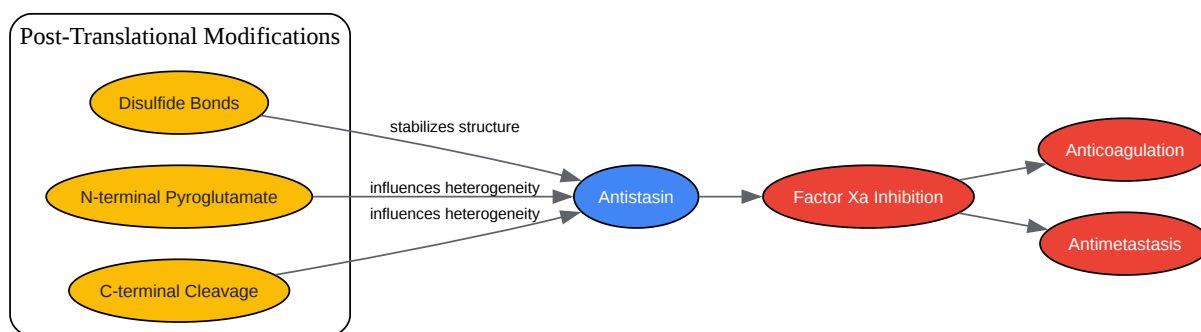 Post-Translational Modifications
Disulfide Bonds
stabilizes structure
Anticoagulation
N-terminal Pyroglutamate
influences heterogeneity
Antistasin
Factor Xa Inhibition
influences heterogeneity
Antimetastasis
C-terminal Cleavage